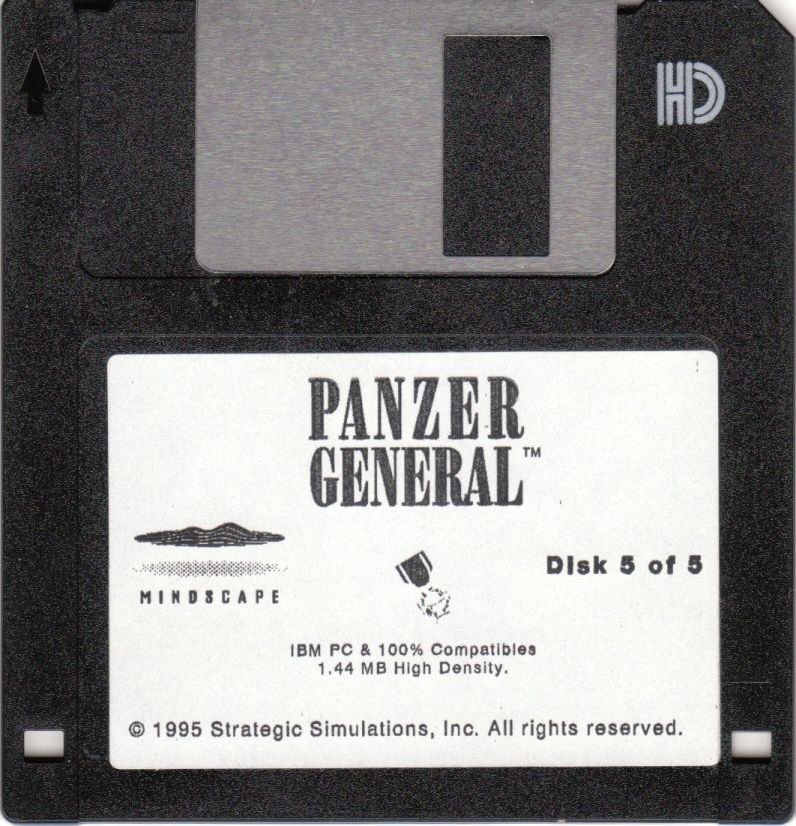 HD
PANZER
GENERAL™
MINDSCAPE
Disk 5 of 5
IBM PC & 100% Compatibles
1.44 MB High Density.
© 1995 Strategic Simulations, Inc. All rights reserved.